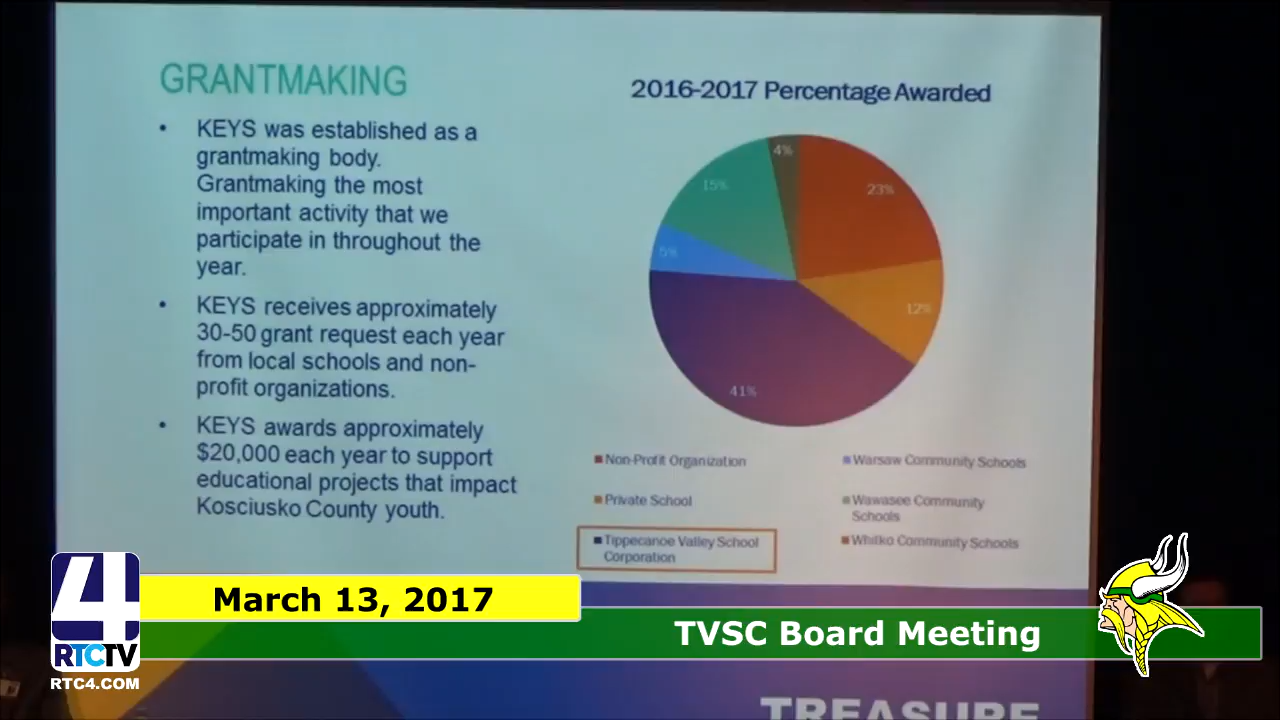 GRANTMAKING
• KEYS was established as a
grantmaking body.
Grantmaking the most
important activity that we
participate in throughout the
year.
• KEYS receives approximately
30-50 grant request each year
from local schools and non-
profit organizations.
• KEYS awards approximately
$20,000 each year to support
educational projects that impact
Kosciusko County youth.
2016-2017 Percentage Awarded
4%
23%
15%
5%
12%
41%
Non-Profit Organization
Warsaw Community Schools
Private School
Wawasee Community
Schools
Tippecanoe Valley School
Corporation
Whitko Community Schools
4
RTCTV
RTC4.COM
March 13, 2017
TVSC Board Meeting
TREASURE